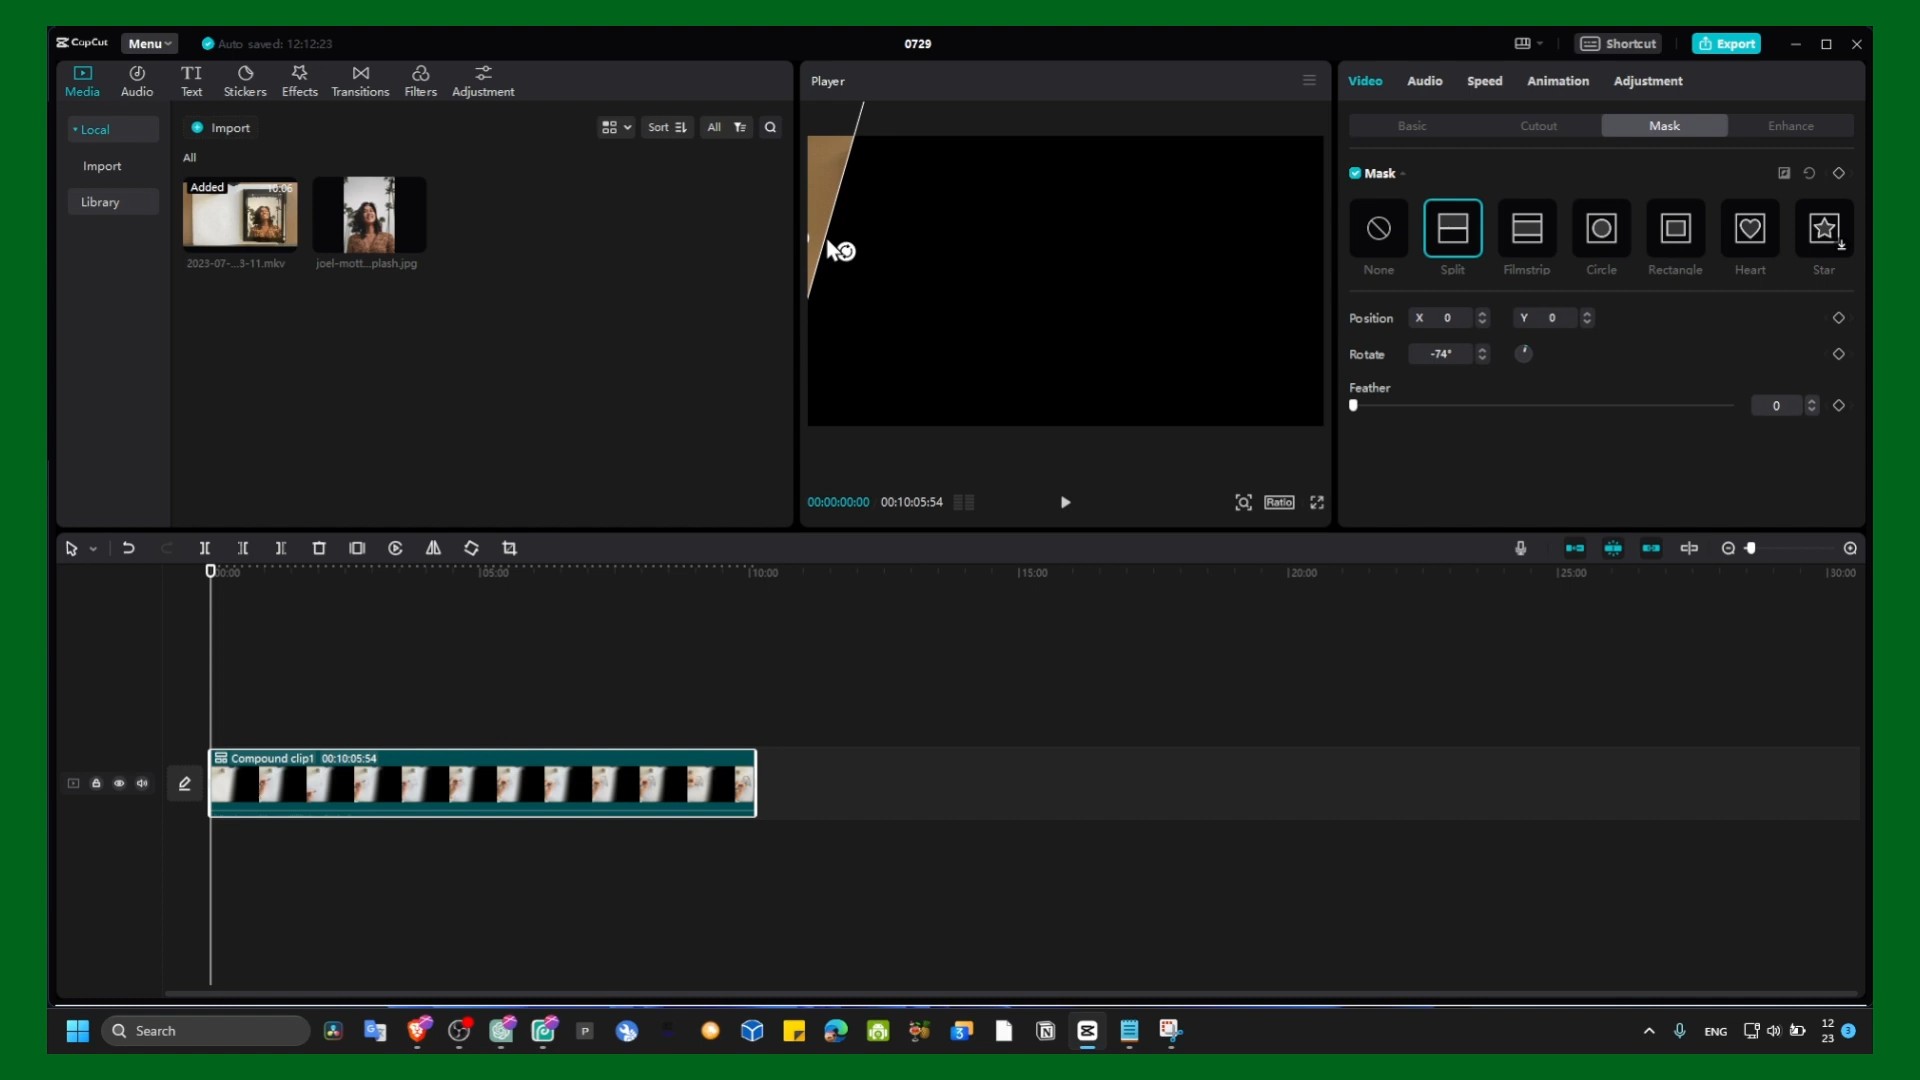 CapCut Menu Auto saved: 12:12:23 0729 Shortcut Export
Media Audio Text Stickers Effects Transitions Filters Adjustment
Player
Video Audio Speed Animation Adjustment
Local
Import
Library
Import
Sort All
All
Added 10:06
2023-07-...3-11.mkv joel-mott...plash.jpg
Basic Cutout Mask Enhance
Mask
None Split Filmstrip Circle Rectangle Heart Star
Position X 0 Y 0
Rotate -74°
Feather
0
00:00:00:00 00:10:05:54 Ratio
00:00 05:00 10:00 15:00 20:00 25:00 30:00
Compound clip1 00:10:05:54
Search
ENG
12
23
3